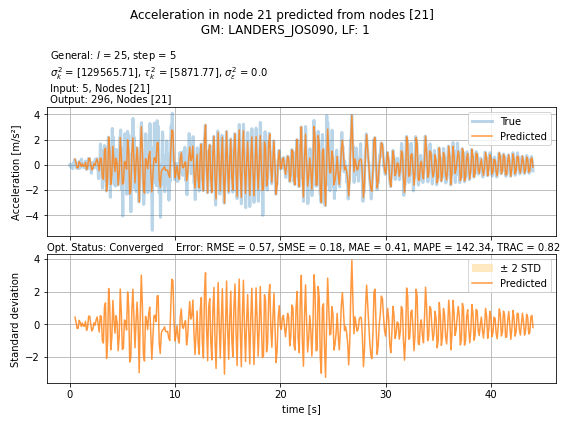 Acceleration in node 21 predicted from nodes [21]
GM: LANDERS_JOS090, LF: 1
General: l = 25, step = 5
σ²ₖ = [129565.71], τ²ₖ = [5871.77], σ²ε = 0.0
Input: 5, Nodes [21]
Output: 296, Nodes [21]
4
2
0
−2
−4
Acceleration [m/s²]
True
Predicted
Opt. Status: Converged Error: RMSE = 0.57, SMSE = 0.18, MAE = 0.41, MAPE = 142.34, TRAC = 0.82
4
2
0
−2
Standard deviation
± 2 STD
Predicted
0 10 20 30 40
time [s]